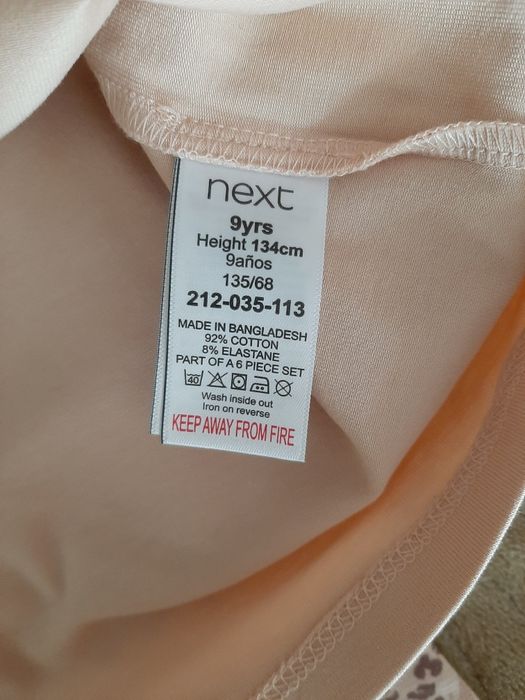 next
9yrs
Height 134cm
9años
135/68
212-035-113
MADE IN BANGLADESH
92% COTTON
8% ELASTANE
PART OF A 6 PIECE SET
40
Wash inside out
Iron on reverse
KEEP AWAY FROM FIRE